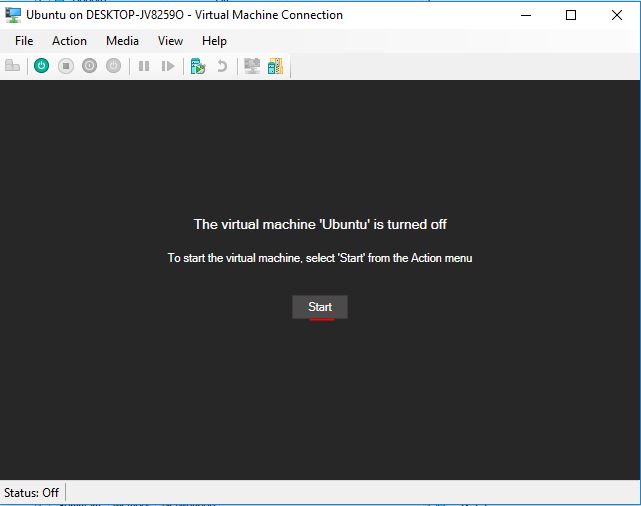 Ubuntu on DESKTOP-JV8259O - Virtual Machine Connection
File Action Media View Help
The virtual machine 'Ubuntu' is turned off
To start the virtual machine, select 'Start' from the Action menu
Start
Status: Off